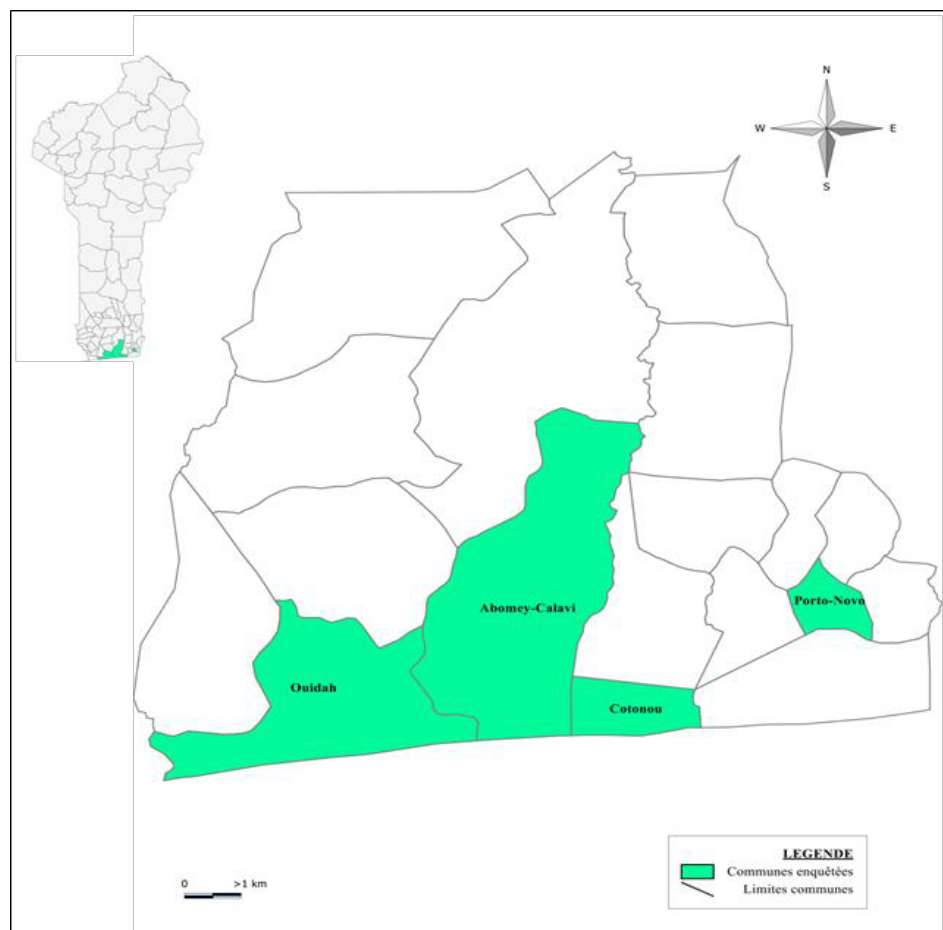 N
W E
S
Abomey-Calavi
Porto-Novo
Ouidah
Cotonou
LEGENDE
Communes enquêtées
Limites communes
0 >1 km